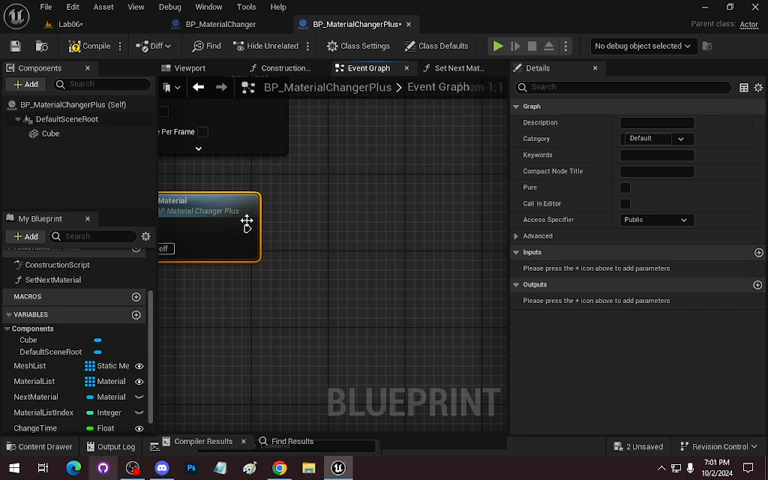 File Edit Asset View Debug Window Tools Help
Lab06•
BP_MaterialChanger
BP_MaterialChangerPlus•
Parent class: Actor
Compile
Diff
Find
Hide Unrelated
Class Settings
Class Defaults
No debug object selected
Components
Add
Search
BP_MaterialChangerPlus (Self)
DefaultSceneRoot
Cube
Viewport
Construction...
Event Graph
Set Next Mat...
BP_MaterialChangerPlus > Event Graph
e Per Frame
Material
BP Material Changer Plus
elf
BLUEPRINT
My Blueprint
Add
Search
ConstructionScript
SetNextMaterial
MACROS
VARIABLES
Components
Cube
DefaultSceneRoot
MeshList Static Me
MaterialList Material
NextMaterial Material
MaterialListIndex Integer
ChangeTime Float
Details
Search
Graph
Description
Category Default
Keywords
Compact Node Title
Pure
Call In Editor
Access Specifier Public
Advanced
Inputs
Please press the + icon above to add parameters
Outputs
Please press the + icon above to add parameters
Compiler Results
Find Results
Content Drawer
Output Log
2 Unsaved
Revision Control
7:01 PM
10/2/2024